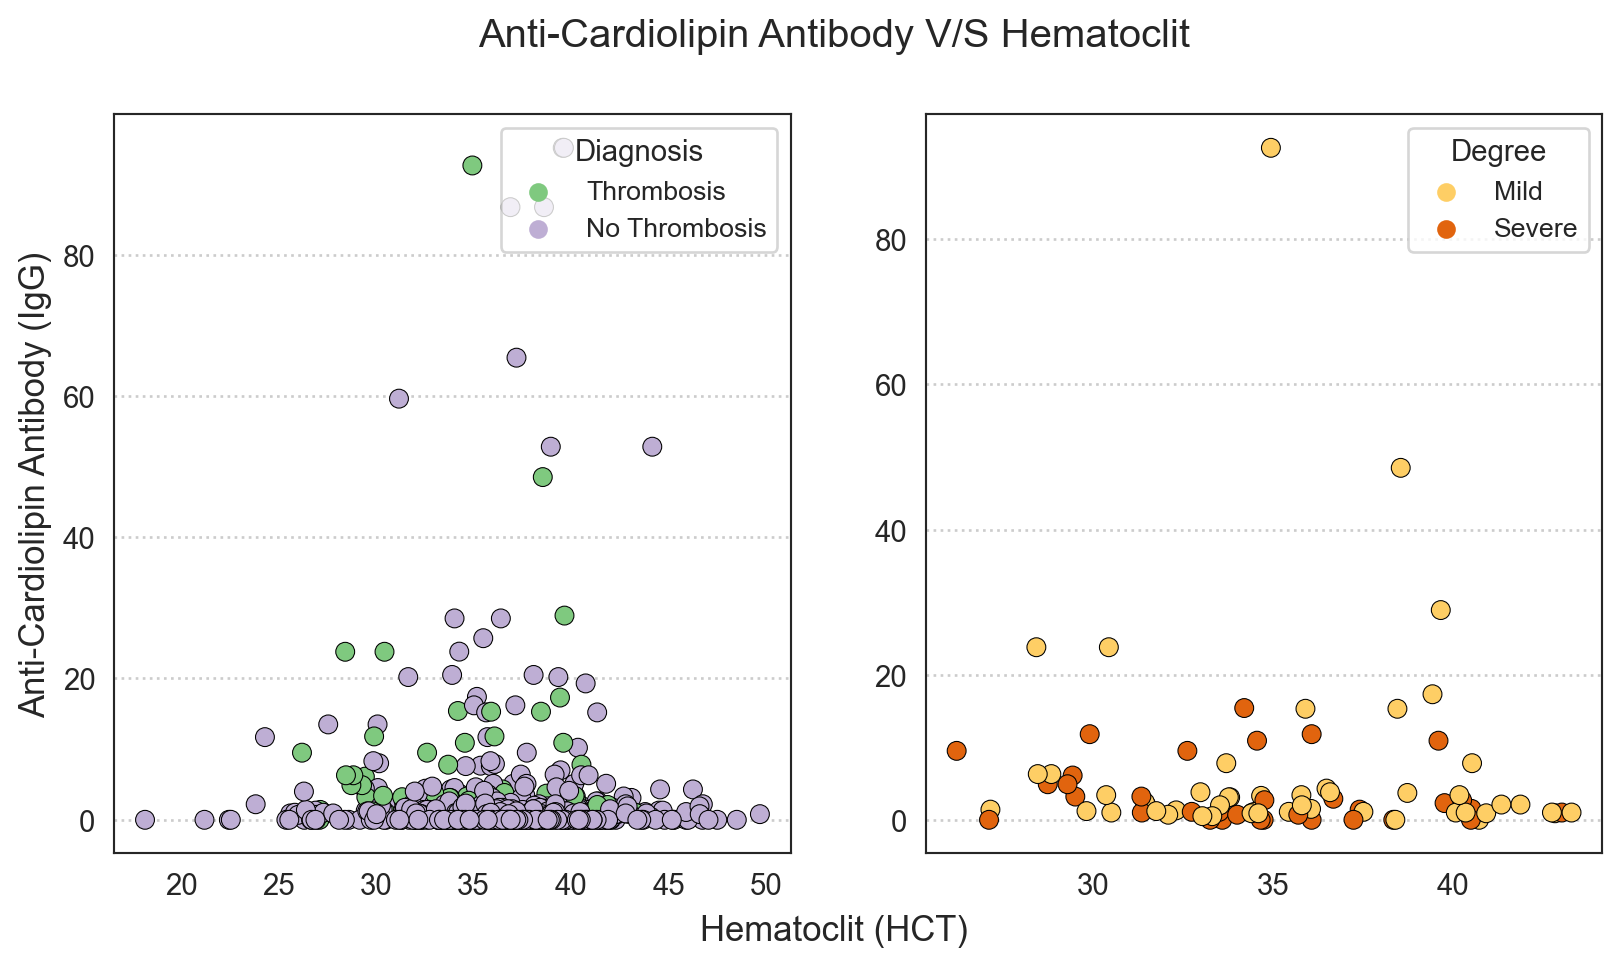 Anti-Cardiolipin Antibody V/S Hematoclit
Anti-Cardiolipin Antibody (IgG)
80
60
40
20
0
20 25 30 35 40 45 50
Diagnosis
Thrombosis
No Thrombosis
80
60
40
20
0
30 35 40
Degree
Mild
Severe
Hematoclit (HCT)